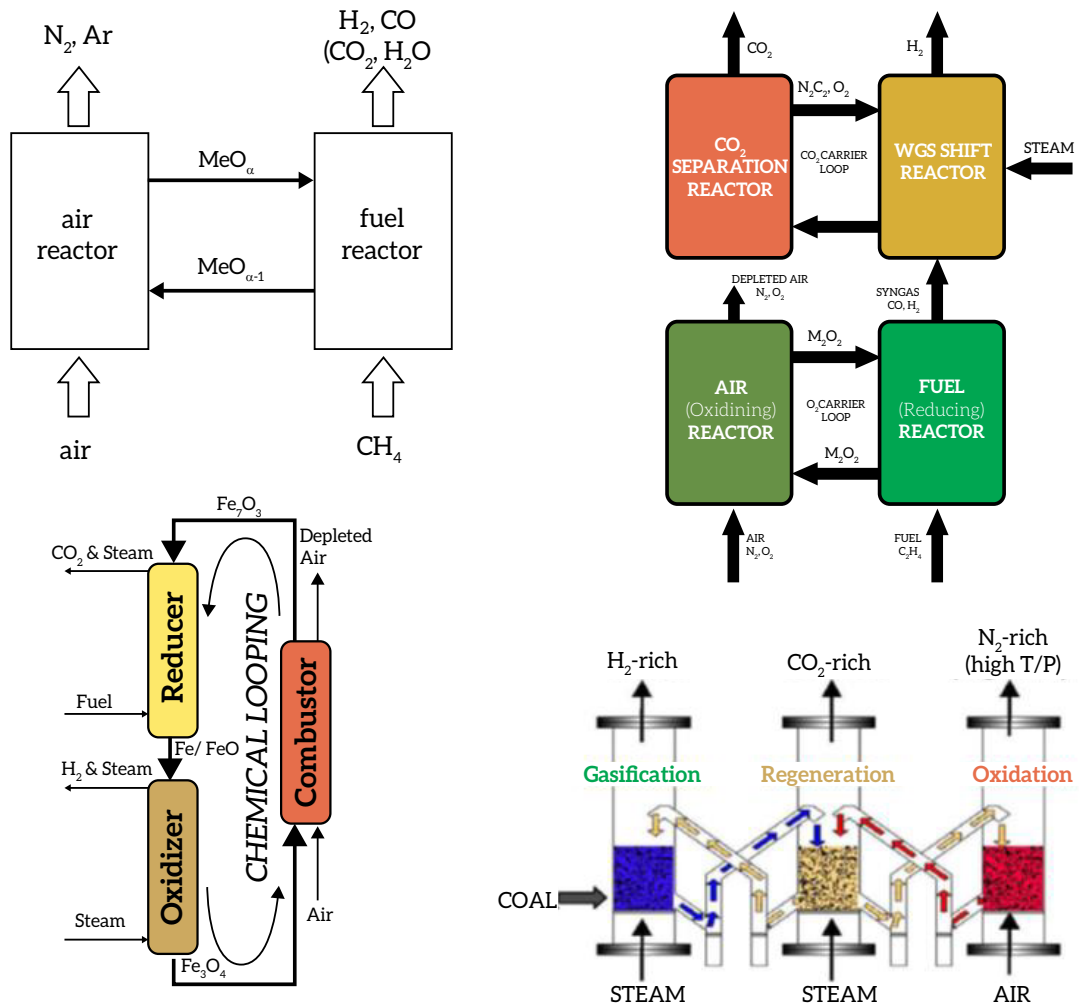 N₂, Ar
H₂, CO
(CO₂, H₂O
MeOα
air
reactor
fuel
reactor
MeOα-1
air
CH₄
CO₂
H₂
N₂C₂, O₂
CO₂
SEPARATION
REACTOR
CO₂CARRIER
LOOP
WGS SHIFT
REACTOR
STEAM
DEPLETED AIR
N₂, O₂
SYNGAS
CO, H₂
M₂O₂
AIR
(Oxidining)
REACTOR
O₂CARRIER
LOOP
FUEL
(Reducing)
REACTOR
M₂O₂
AIR
N₂, O₂
FUEL
C₂H₄
Fe₇O₃
Depleted
Air
CO₂ & Steam
Reducer
Fuel
Fe/ FeO
CHEMICAL LOOPING
Combustor
H₂ & Steam
Oxidizer
Steam
Air
Fe₃O₄
H₂-rich
CO₂-rich
N₂-rich
(high T/P)
Gasification
Regeneration
Oxidation
COAL
STEAM
STEAM
AIR